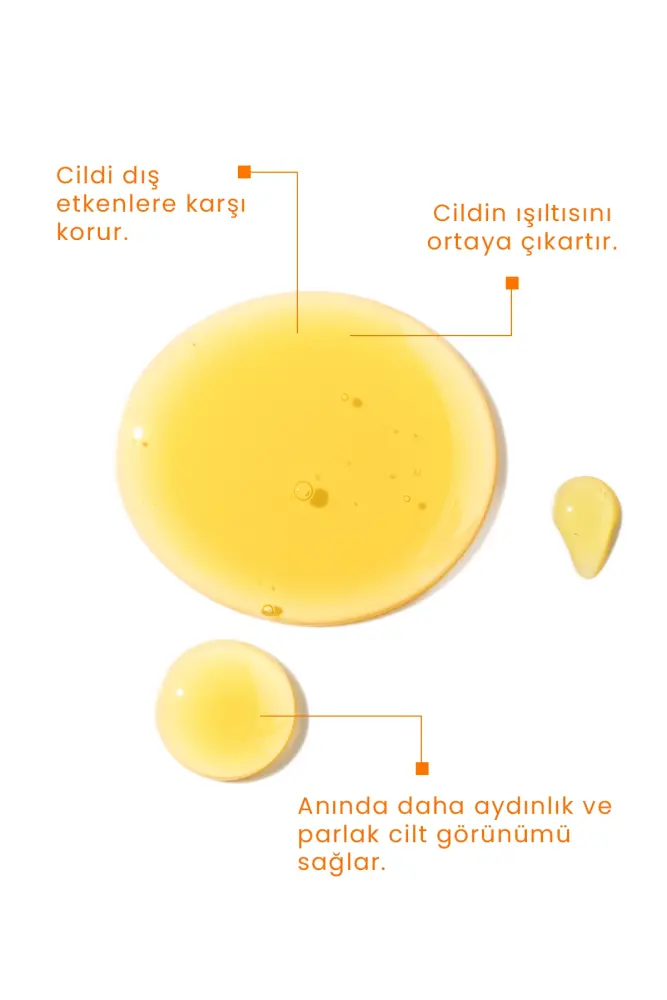 Cildi dış
etkenlere karşı
korur.
Cildin ışıltısını
ortaya çıkartır.
Anında daha aydınlık ve
parlak cilt görünümü
sağlar.